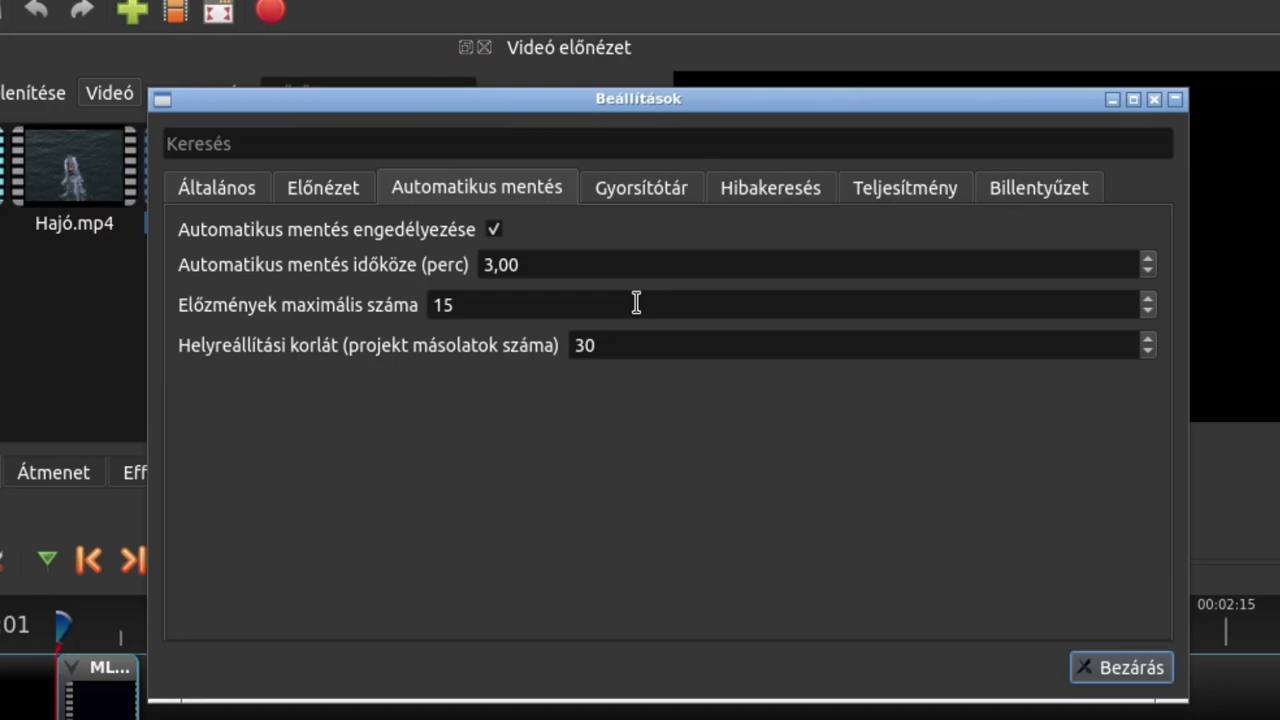 Videó előnézet
lenítése
Videó
Beállítások
Keresés
Hajó.mp4
Általános
Előnézet
Automatikus mentés
Gyorsítótár
Hibakeresés
Teljesítmény
Billentyűzet
Automatikus mentés engedélyezése
Automatikus mentés időköze (perc) 3,00
Előzmények maximális száma 15
Helyreállítási korlát (projekt másolatok száma) 30
Átmenet
Eff
:01
00:02:15
ML...
Bezárás